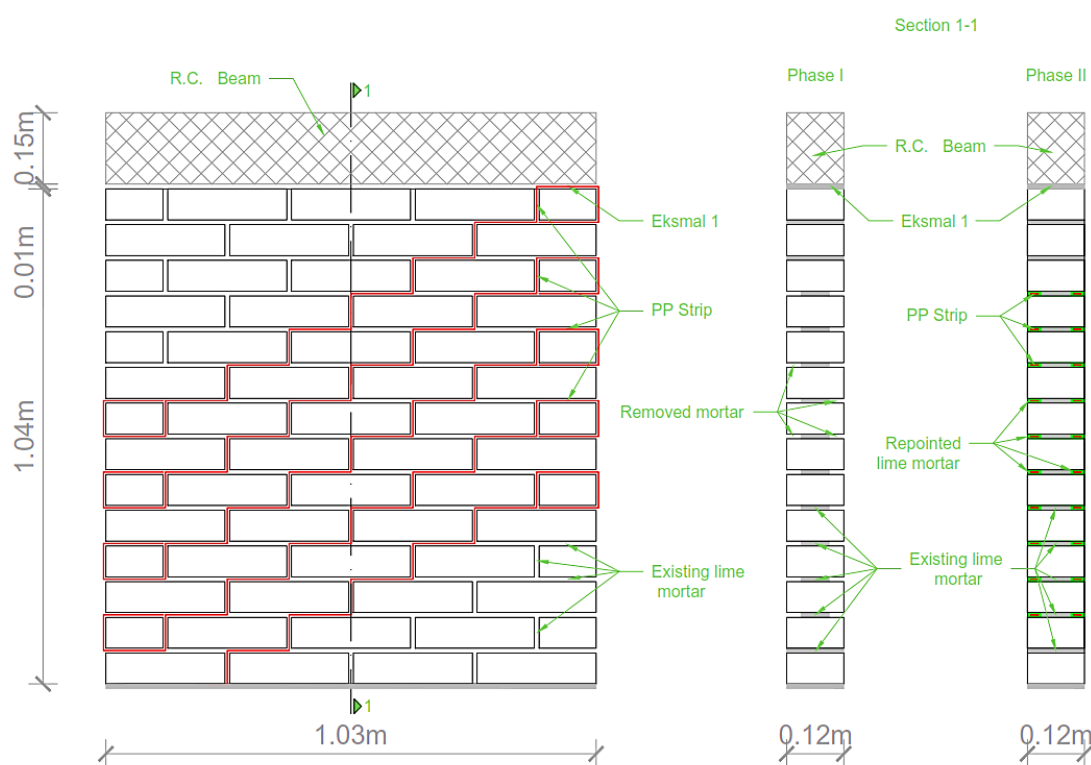 Section 1-1
Phase I
Phase II
R.C. Beam
1
0.15m
R.C. Beam
Eksmal 1
Eksmal 1
0.01m
PP Strip
PP Strip
1.04m
Removed mortar
Repointed
lime mortar
Existing lime
mortar
Existing lime
mortar
1
1.03m
0.12m
0.12m